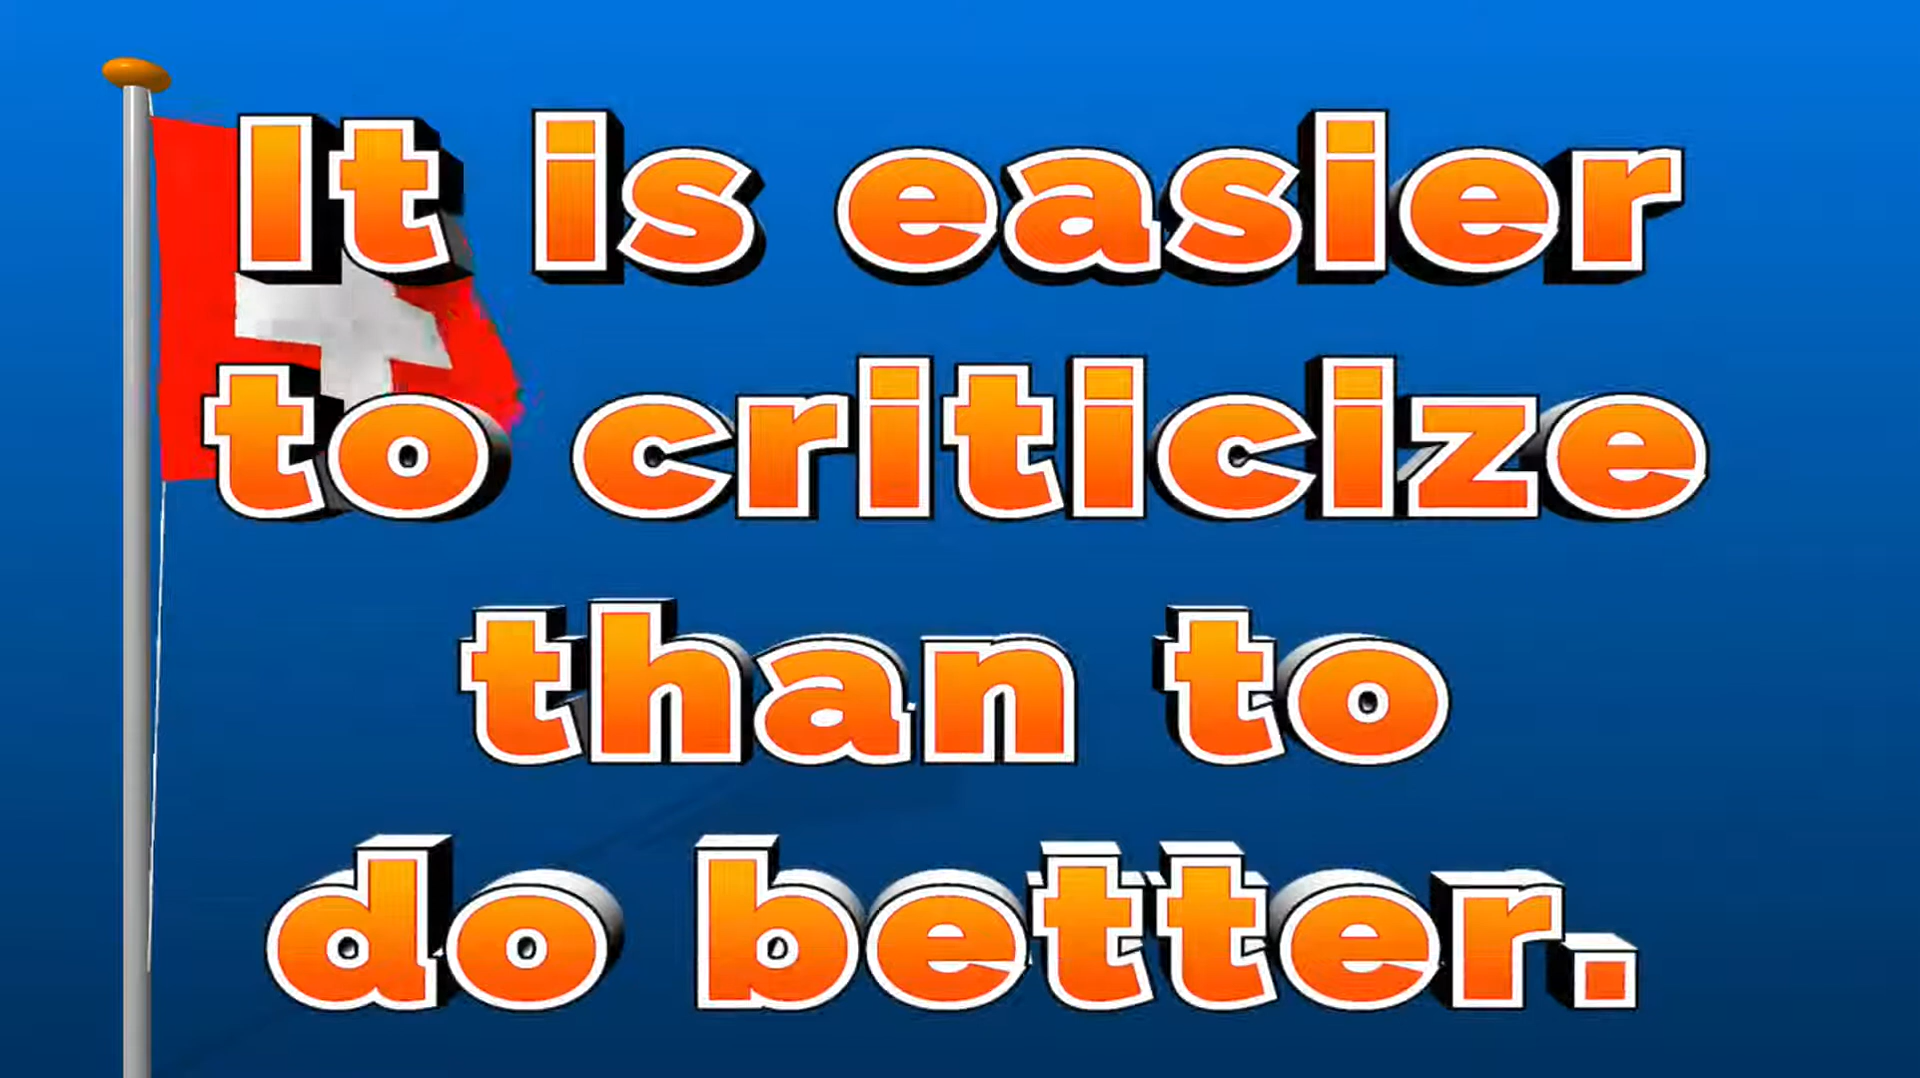 It is easier
to criticize
than to
do better.